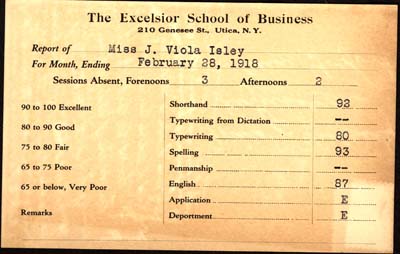 The Excelsior School of Business
210 Genesee St., Utica, N. Y.
Report of Miss J. Viola Isley
For Month, Ending February 28, 1918
Sessions Absent, Forenoons 3 Afternoons 2
90 to 100 Excellent
80 to 90 Good
75 to 80 Fair
65 to 75 Poor
65 or below, Very Poor
Remarks
Shorthand 92
Typewriting from Dictation --
Typewriting 80
Spelling 93
Penmanship --
English 87
Application E
Deportment E